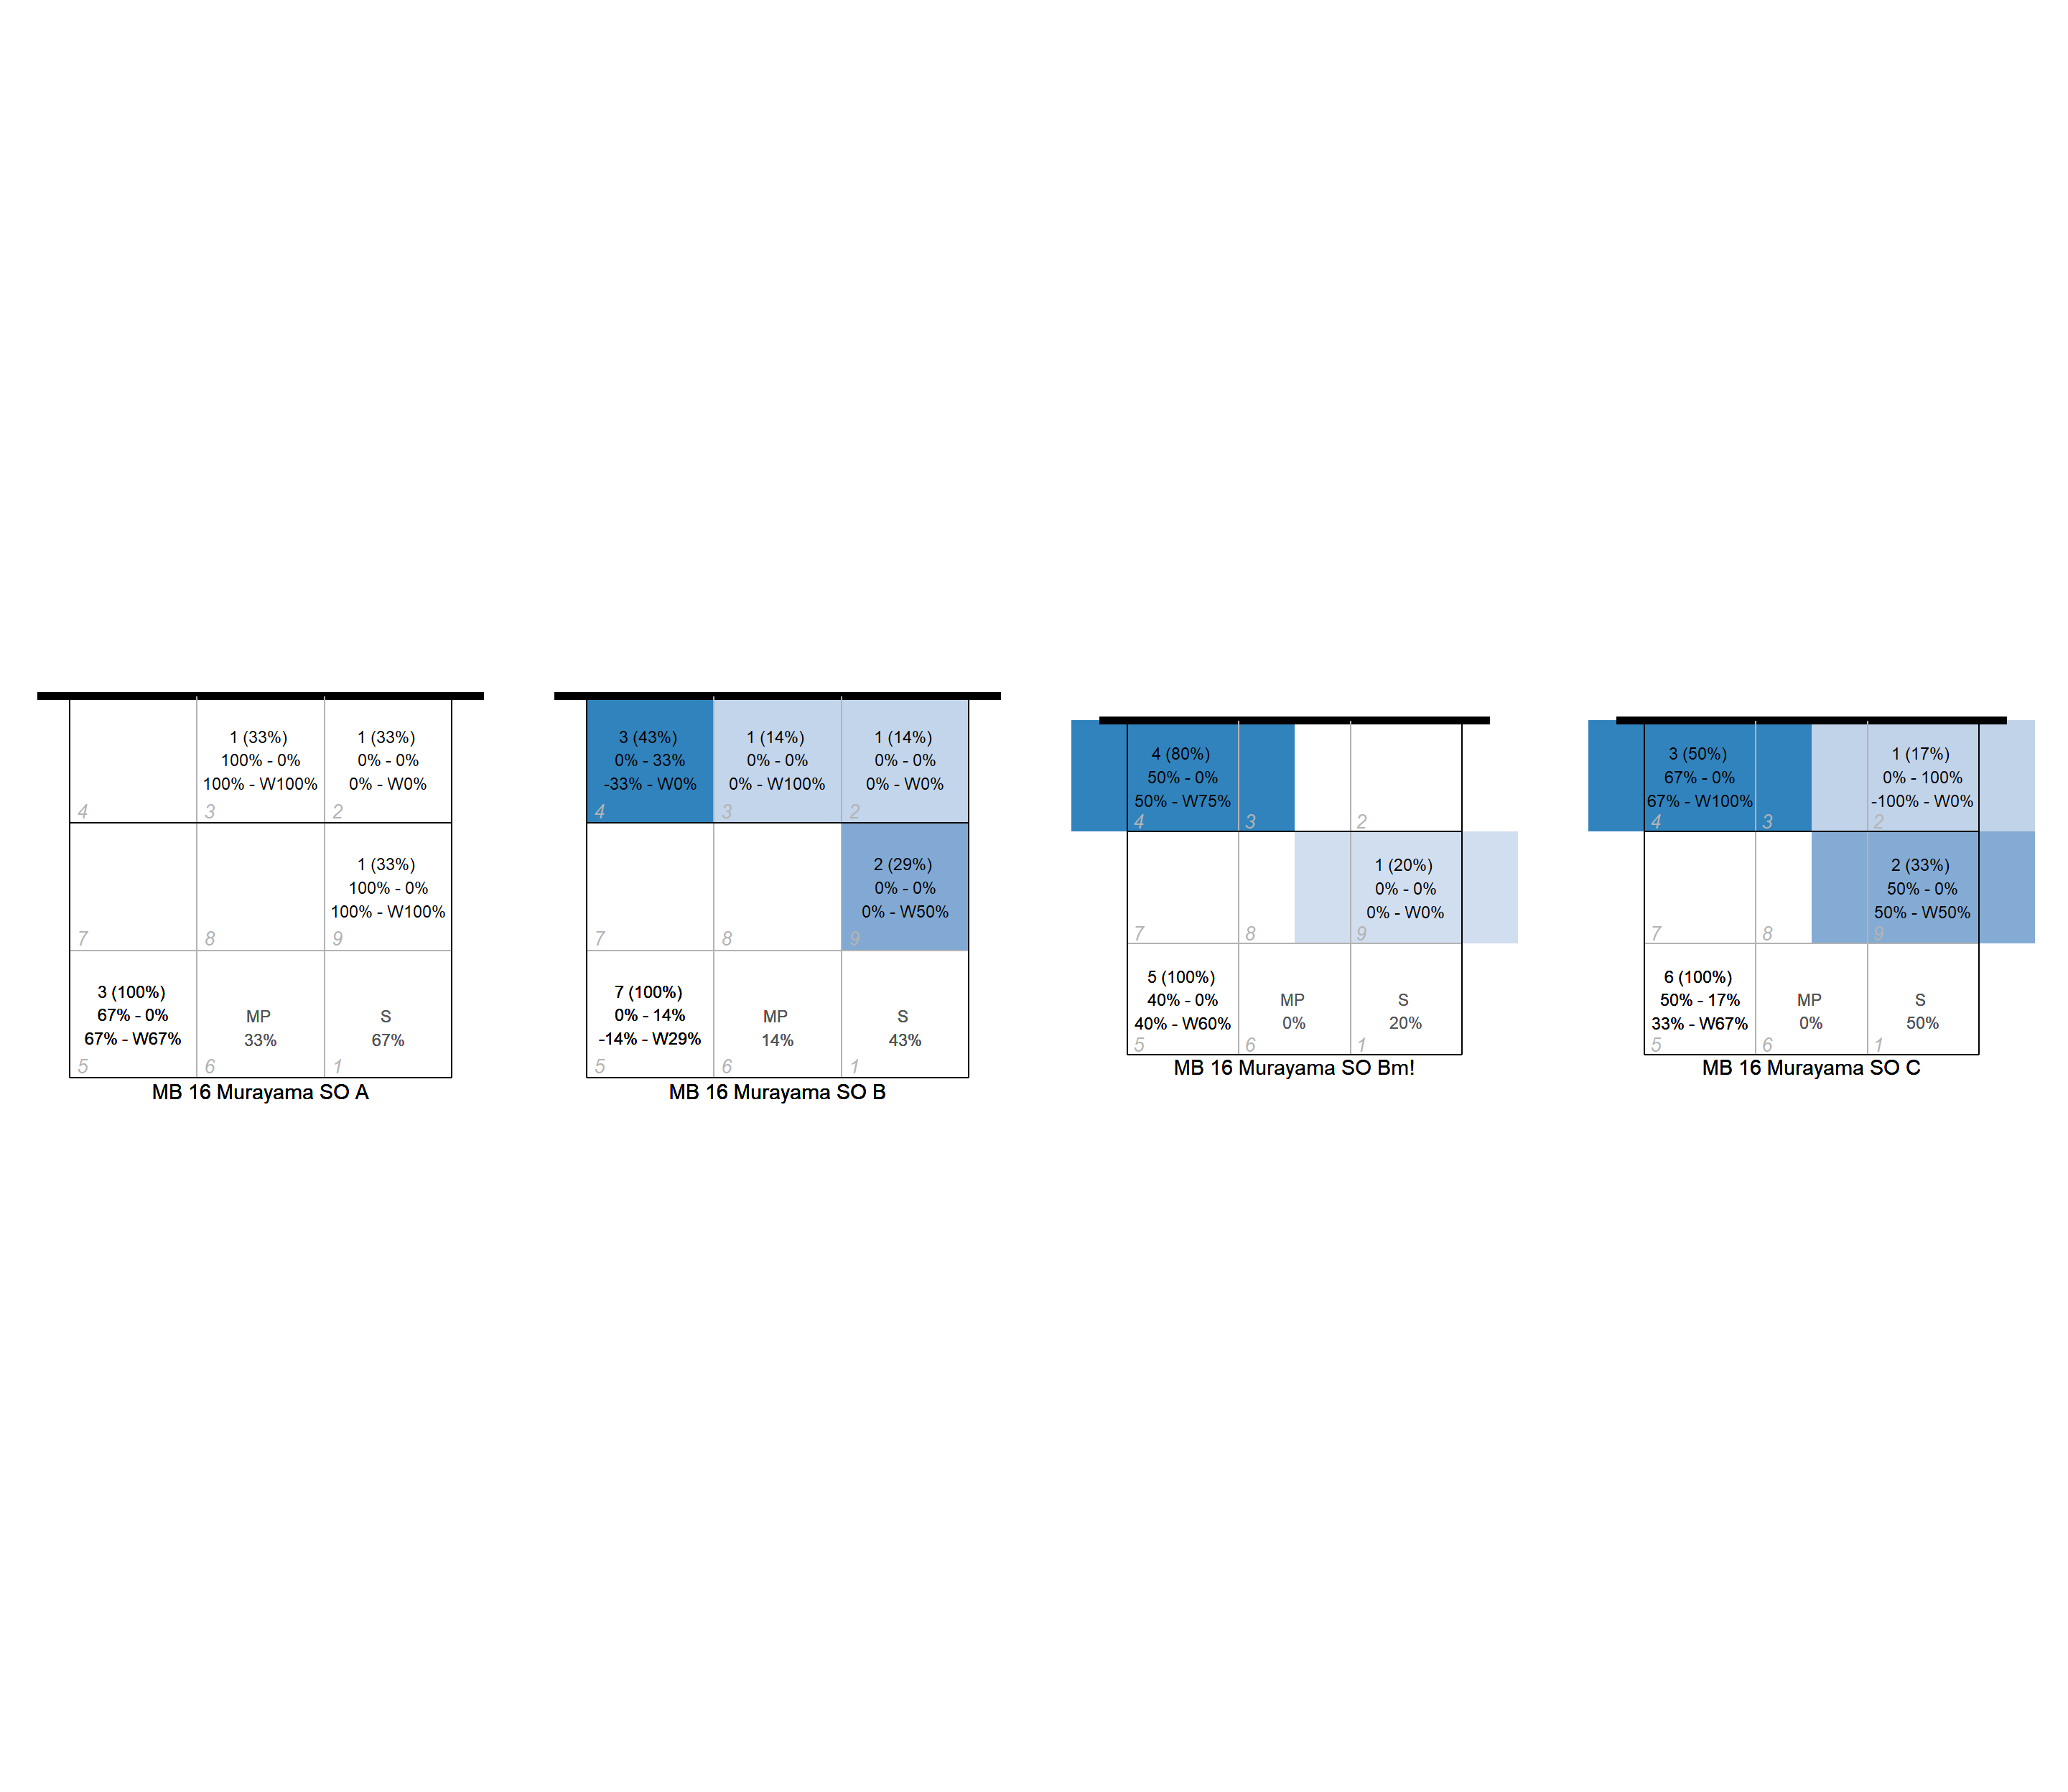 1 (33%)
100% - 0%
100% - W100%
1 (33%)
0% - 0%
0% - W0%
4
3
2
1 (33%)
100% - 0%
100% - W100%
7
8
9
3 (100%)
67% - 0%
67% - W67%
MP
33%
S
67%
5
6
1
MB 16 Murayama SO A
3 (43%)
0% - 33%
-33% - W0%
1 (14%)
0% - 0%
0% - W100%
1 (14%)
0% - 0%
0% - W0%
4
3
2
2 (29%)
0% - 0%
0% - W50%
7
8
9
7 (100%)
0% - 14%
-14% - W29%
MP
14%
S
43%
5
6
1
MB 16 Murayama SO B
4 (80%)
50% - 0%
50% - W75%
4
3
2
1 (20%)
0% - 0%
0% - W0%
7
8
9
5 (100%)
40% - 0%
40% - W60%
MP
0%
S
20%
5
6
1
MB 16 Murayama SO Bm!
3 (50%)
67% - 0%
67% - W100%
1 (17%)
0% - 100%
-100% - W0%
4
3
2
2 (33%)
50% - 0%
50% - W50%
7
8
9
6 (100%)
50% - 17%
33% - W67%
MP
0%
S
50%
5
6
1
MB 16 Murayama SO C